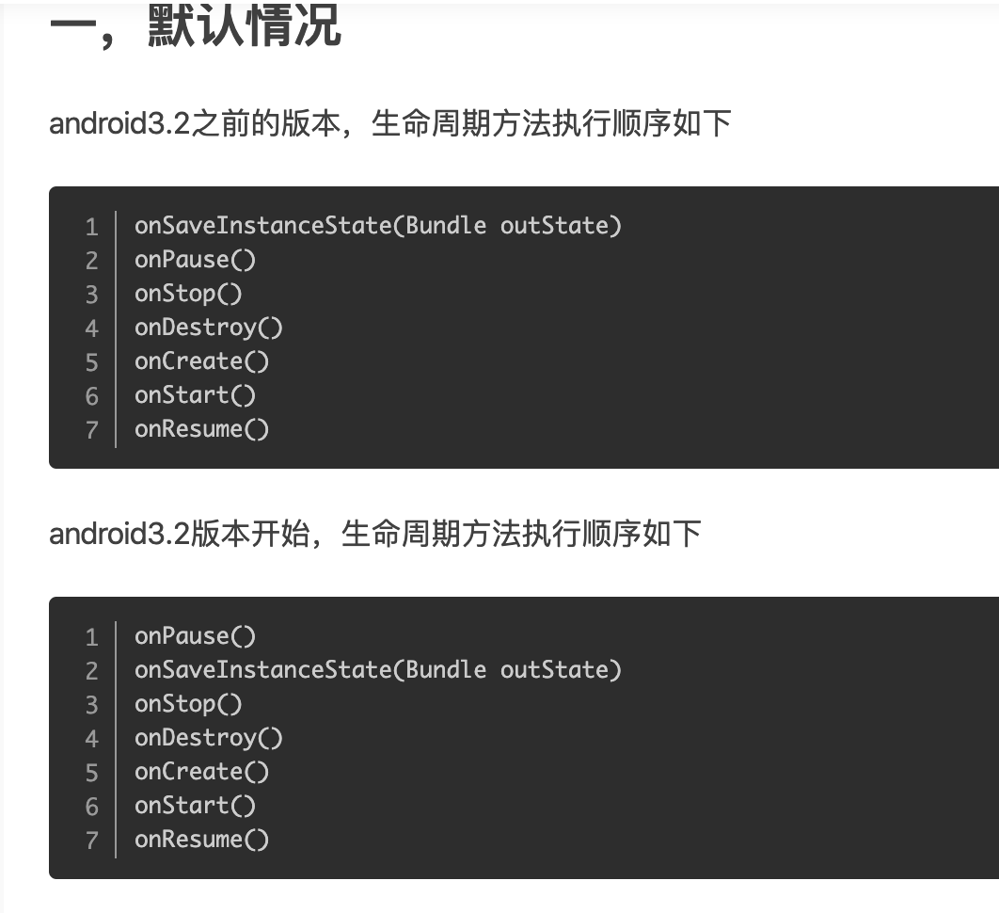 一，默认情况
android3.2之前的版本，生命周期方法执行顺序如下
1 onSaveInstanceState(Bundle outState)
2 onPause()
3 onStop()
4 onDestroy()
5 onCreate()
6 onStart()
7 onResume()
android3.2版本开始，生命周期方法执行顺序如下
1 onPause()
2 onSaveInstanceState(Bundle outState)
3 onStop()
4 onDestroy()
5 onCreate()
6 onStart()
7 onResume()